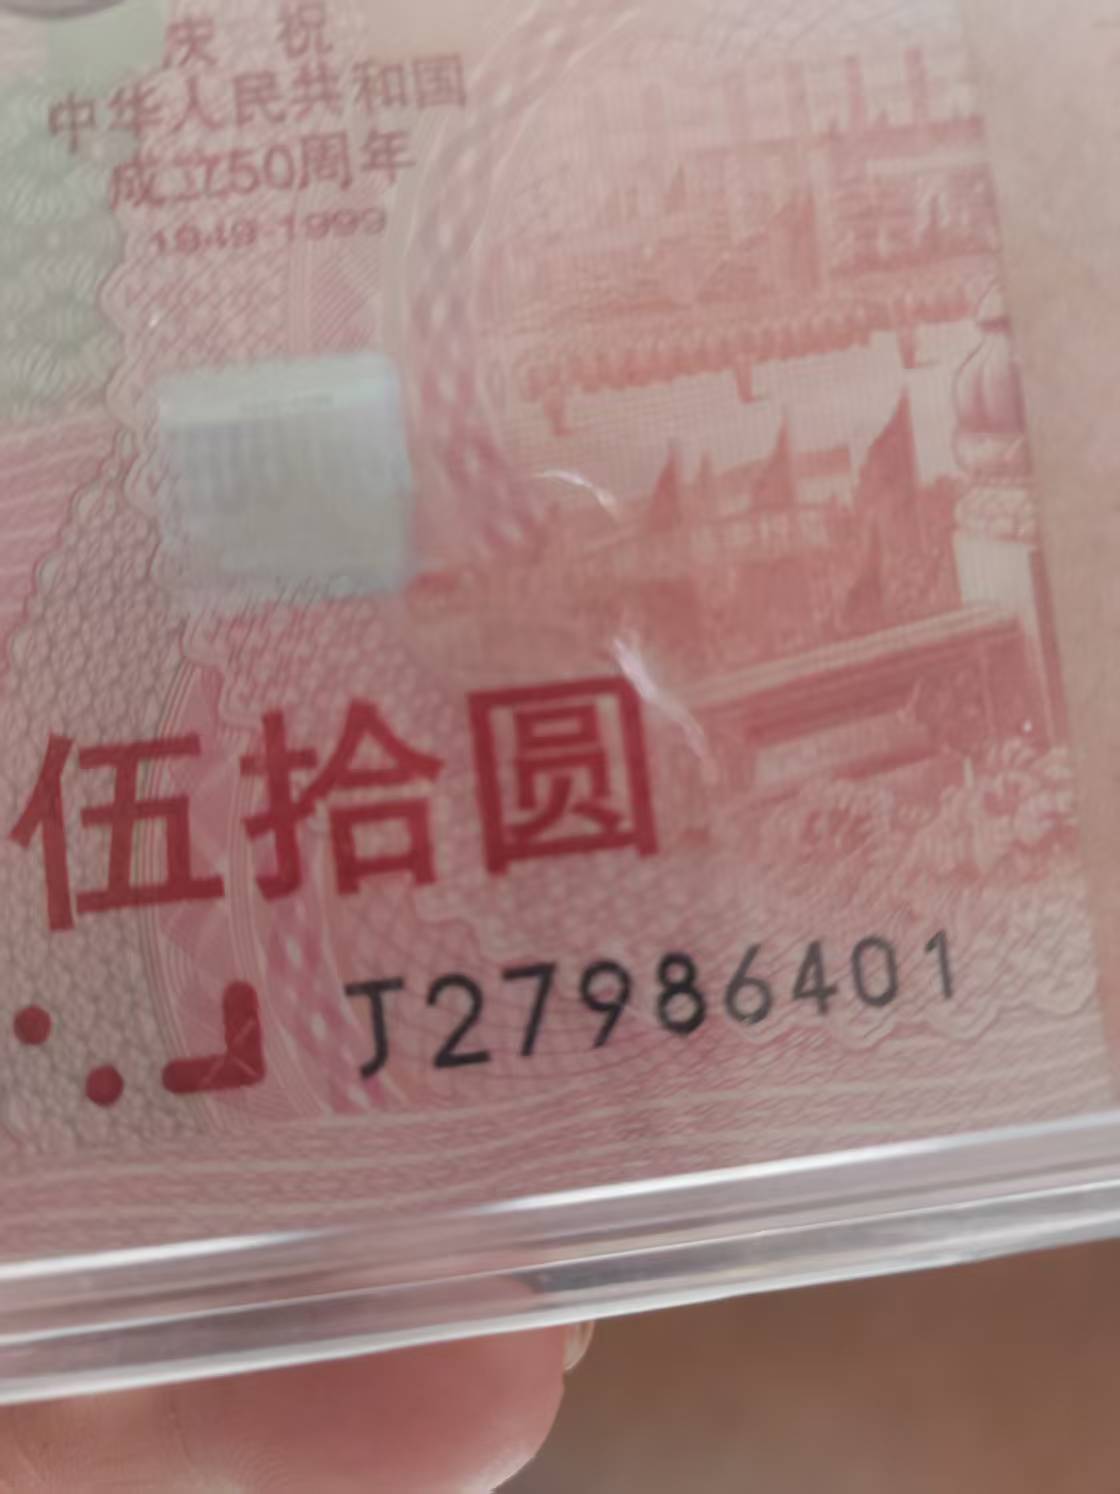 庆 祝
中华人民共和国
成立50周年
1949-1999
伍拾圆
J27986401